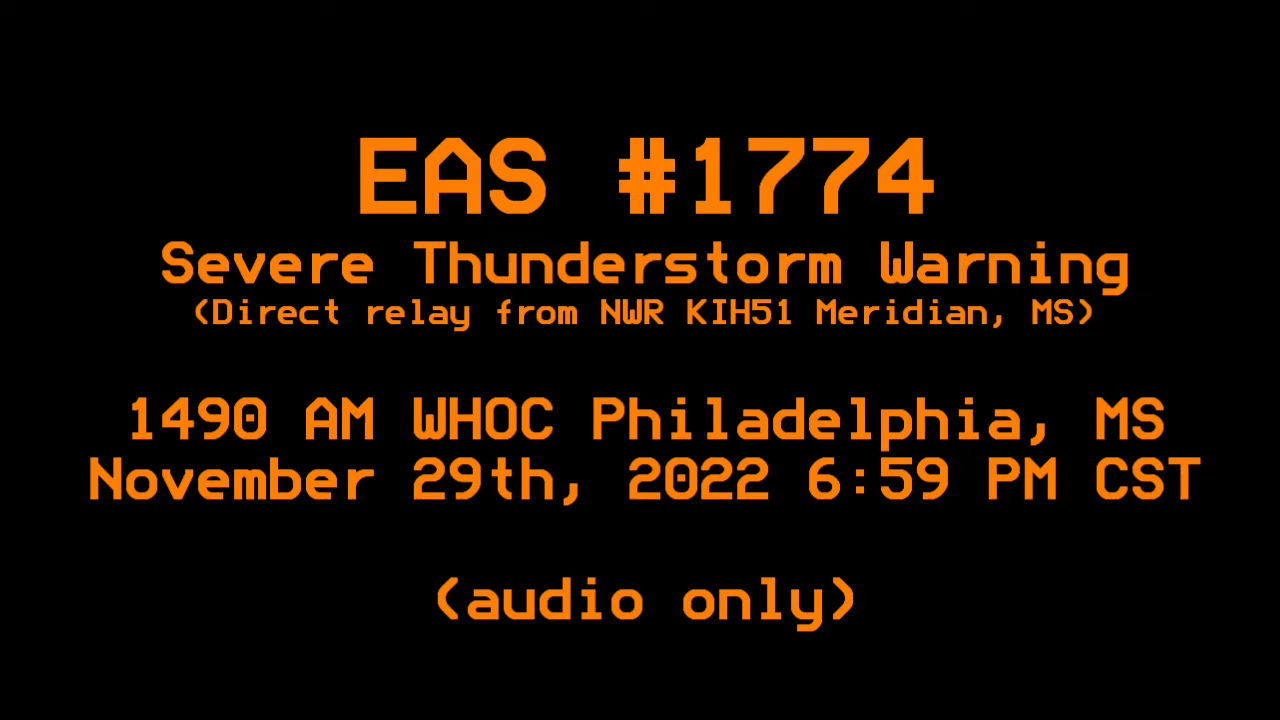 EAS #1774
Severe Thunderstorm Warning
(Direct relay from NWR KIH51 Meridian, MS)
1490 AM WHOC Philadelphia, MS
November 29th, 2022 6:59 PM CST
(audio only)